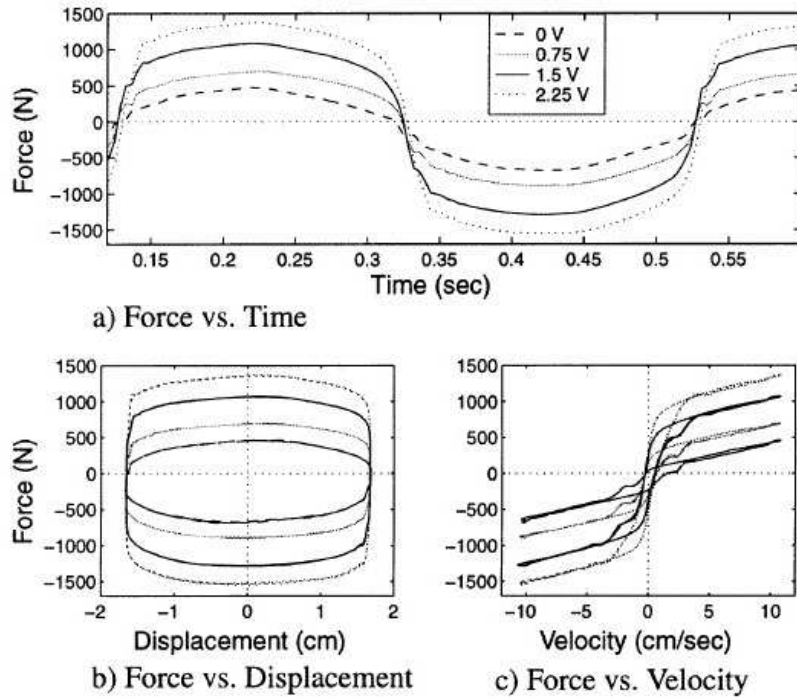 1500
1000
500
0
−500
−1000
−1500
Force (N)
0 V
0.75 V
1.5 V
2.25 V
0.15 0.2 0.25 0.3 0.35 0.4 0.45 0.5 0.55
Time (sec)
a) Force vs. Time
1500
1000
500
0
−500
−1000
−1500
Force (N)
−2 −1 0 1 2
Displacement (cm)
b) Force vs. Displacement
1500
1000
500
0
−500
−1000
−1500
−10 −5 0 5 10
Velocity (cm/sec)
c) Force vs. Velocity